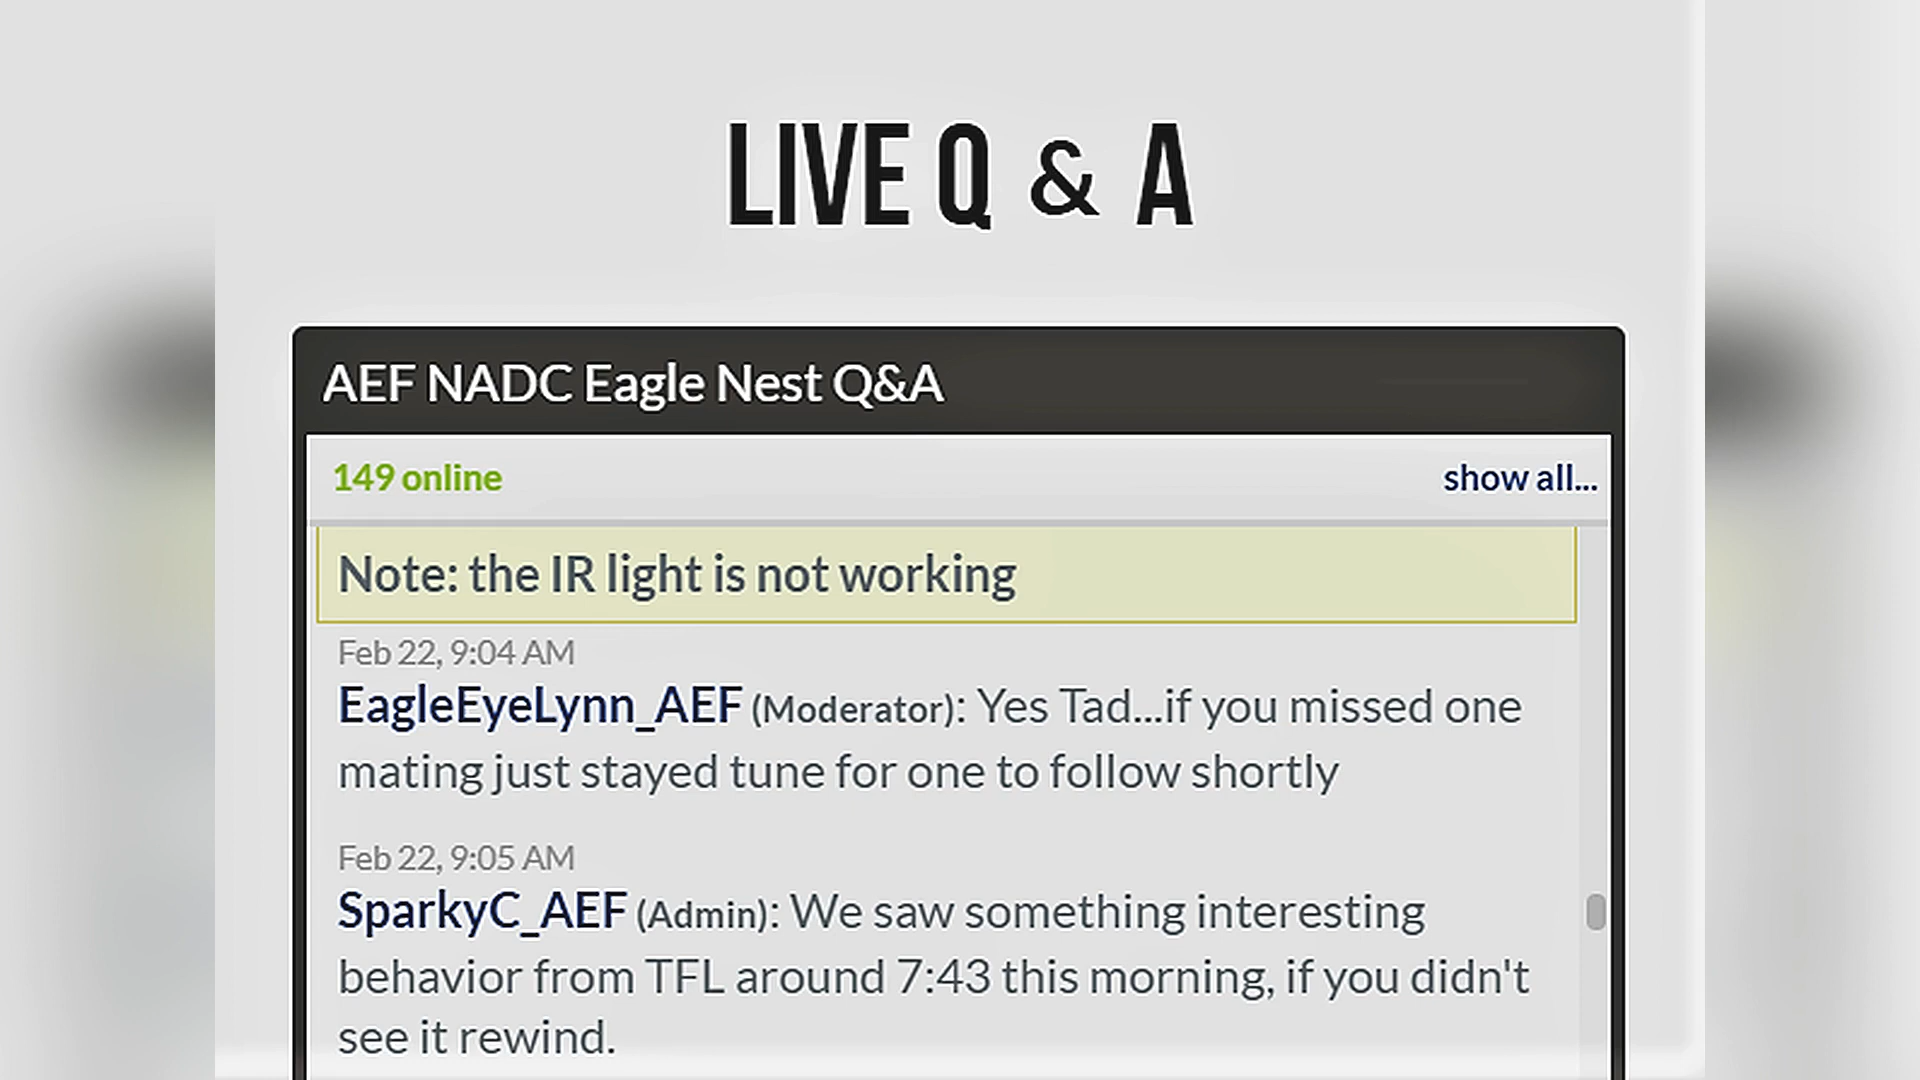 LIVE Q & A
AEF NADC Eagle Nest Q&A
149 online
show all...
Note: the IR light is not working
Feb 22, 9:04 AM
EagleEyeLynn_AEF (Moderator): Yes Tad...if you missed one
mating just stayed tune for one to follow shortly
Feb 22, 9:05 AM
SparkyC_AEF (Admin): We saw something interesting
behavior from TFL around 7:43 this morning, if you didn't
see it rewind.